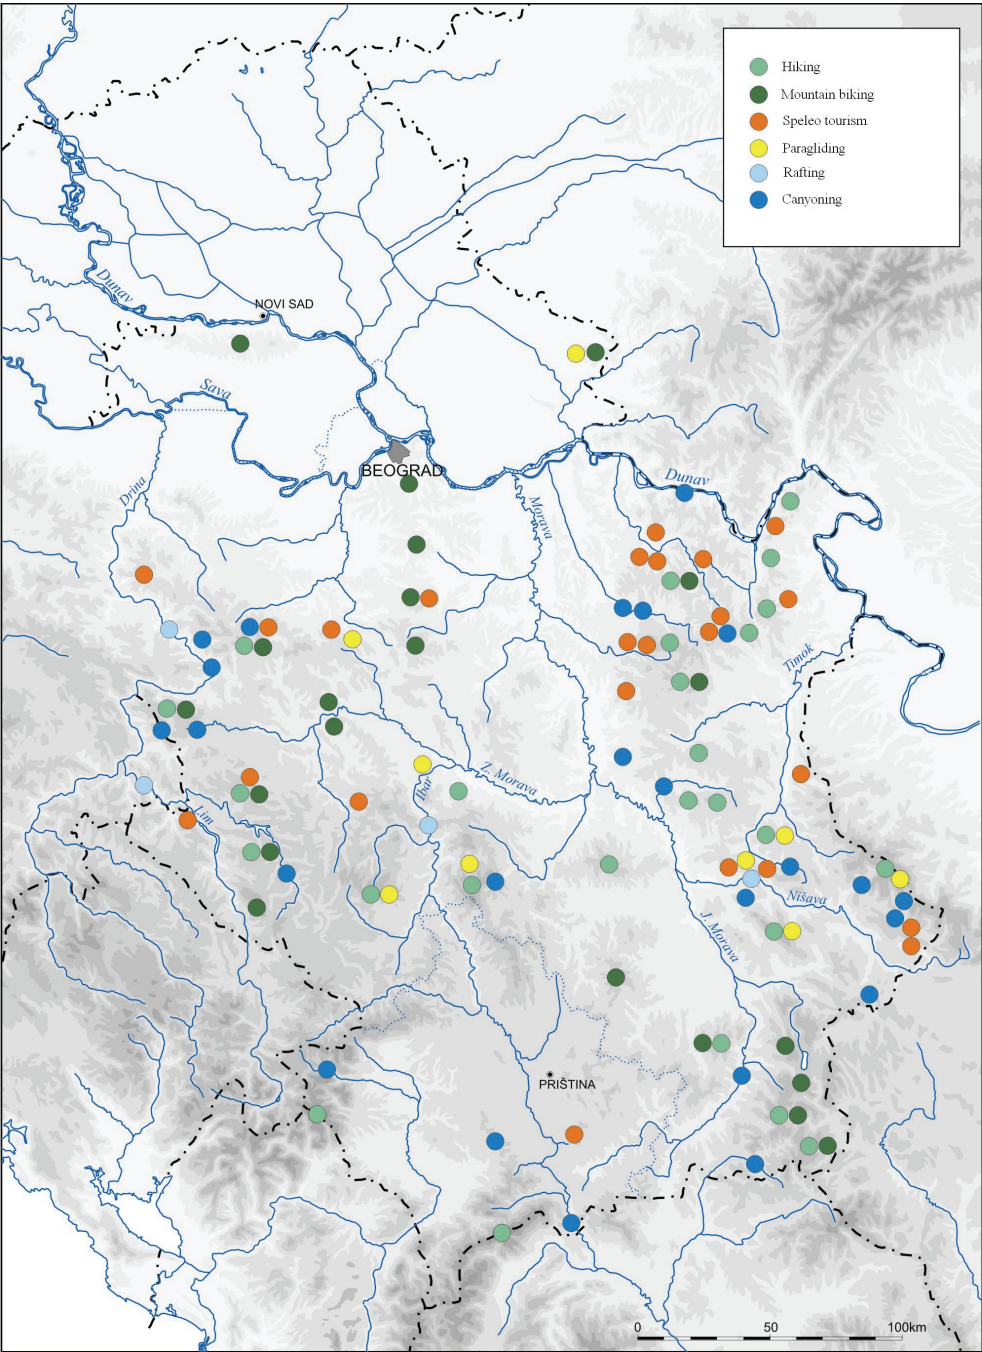 Hiking
Mountain biking
Speleo tourism
Paragliding
Rafting
Canyoning
Dunav
NOVI SAD
Sava
BEOGRAD
Drina
Morava
Dunav
Timok
Z. Morava
Ibar
Lim
Nišava
J. Morava
PRIŠTINA
0 50 100km